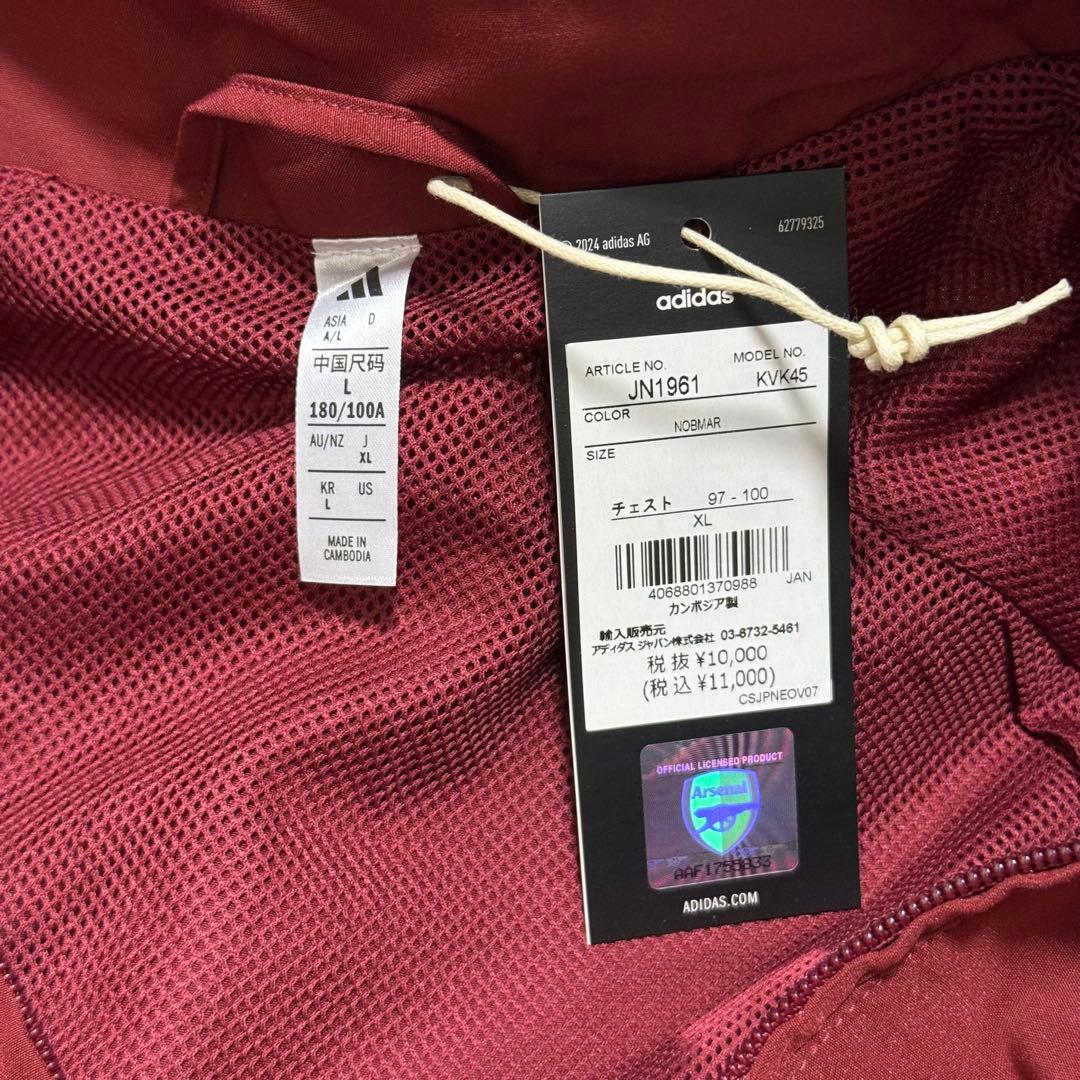 ASIA D
A/L
中国尺码
L
180/100A
AU/NZ J
XL
KR US
L
MADE IN
CAMBODIA
© 2024 adidas AG
62779325
adidas
ARTICLE NO. MODEL NO.
JN1961 KVK45
COLOR
NOBMAR
SIZE
チェスト 97 - 100
XL
4068801370988 JAN
カンボジア製
輸入販売元
アディダス ジャパン株式会社 03-6732-5461
税 抜 ¥10,000
(税 込 ¥11,000)
CSJPNEOV07
OFFICIAL LICENSED PRODUCT
Arsenal
AAF1755833
ADIDAS.COM